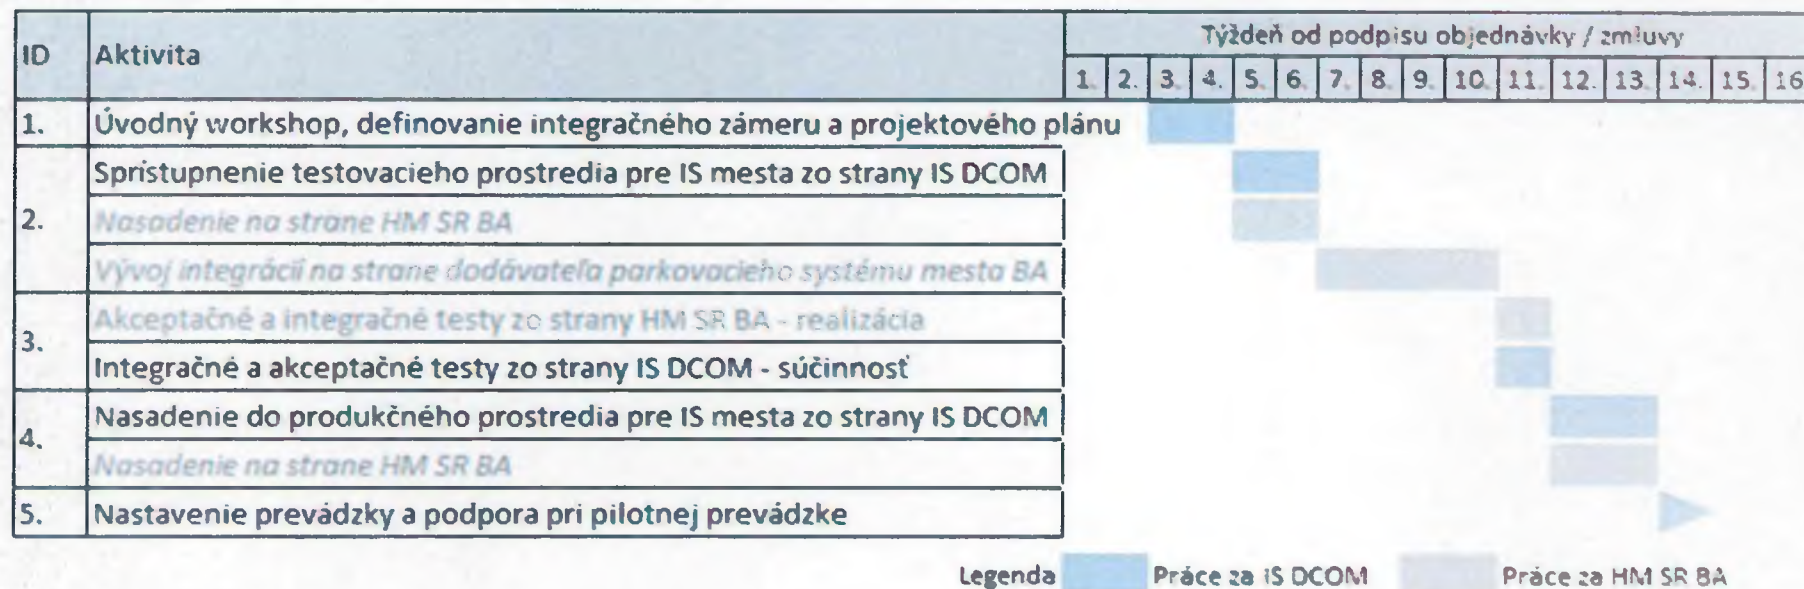 ID Aktivita Týždeň od podpisu objednávky / zmluvy
1. 2. 3. 4. 5. 6. 7. 8. 9. 10. 11. 12. 13. 14. 15. 16
1. Úvodný workshop, definovanie integračného zámeru a projektového plánu
Sprístupnenie testovacieho prostredia pre IS mesta zo strany IS DCOM
2. Nasadenie na strane HM SR BA
Vývoj integrácií na strane dodávateľa parkovacieho systému mesta BA
3. Akceptačné a integračné testy zo strany HM SR BA - realizácia
Integračné a akceptačné testy zo strany IS DCOM - súčinnosť
4. Nasadenie do produkčného prostredia pre IS mesta zo strany IS DCOM
Nasadenie na strane HM SR BA
5. Nastavenie prevádzky a podpora pri pilotnej prevádzke
Legenda Práce za IS DCOM Práce za HM SR BA